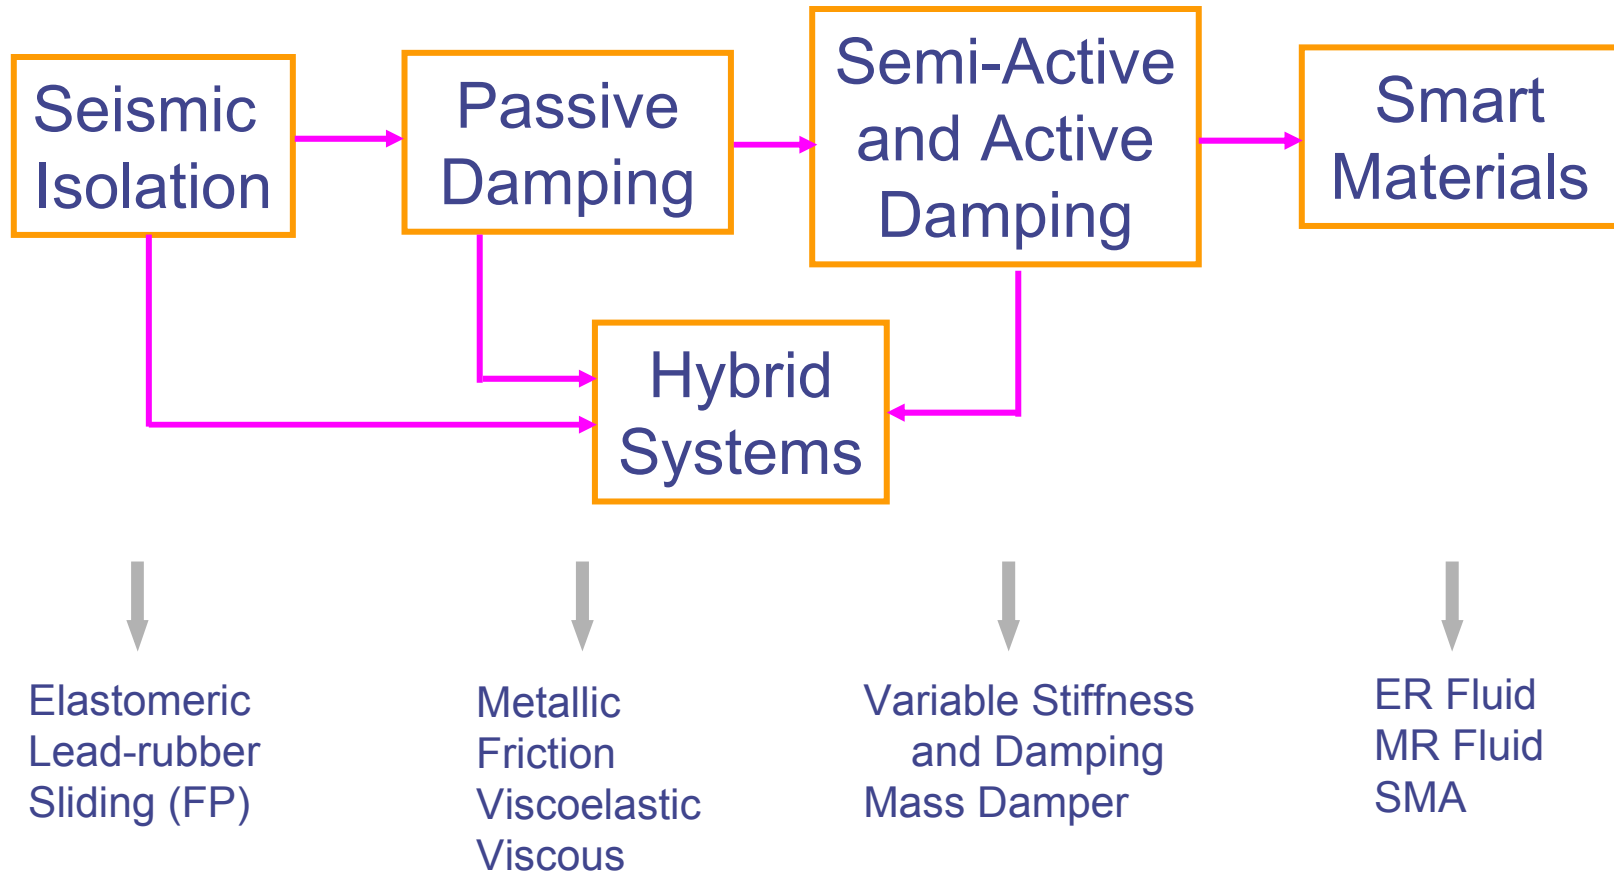 Seismic
Isolation
Passive
Damping
Semi-Active
and Active
Damping
Smart
Materials
Hybrid
Systems
Elastomeric
Lead-rubber
Sliding (FP)
Metallic
Friction
Viscoelastic
Viscous
Variable Stiffness
and Damping
Mass Damper
ER Fluid
MR Fluid
SMA